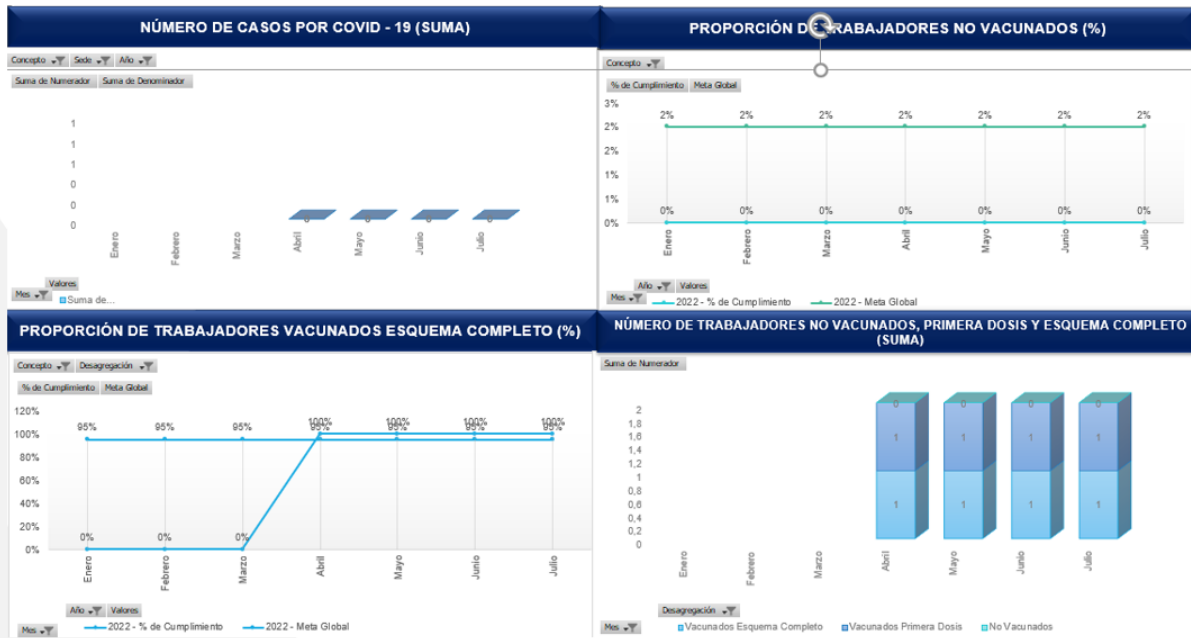 NÚMERO DE CASOS POR COVID - 19 (SUMA)
Concepto Sede Año
Suma de Numerador Suma de Denominador
1
1
1
0
0
0
0 0 0 0
Enero Febrero Marzo Abril Mayo Junio Julio
Valores
Mes
Suma de...
PROPORCIÓN DE TRABAJADORES NO VACUNADOS (%)
Concepto
% de Cumplimiento Meta Global
3%
2%
2%
1%
1%
0%
2% 2% 2% 2% 2% 2% 2%
0% 0% 0% 0% 0% 0% 0%
Enero Febrero Marzo Abril Mayo Junio Julio
Año Valores
Mes
2022 - % de Cumplimiento 2022 - Meta Global
PROPORCIÓN DE TRABAJADORES VACUNADOS ESQUEMA COMPLETO (%)
Concepto Desagregación
% de Cumplimiento Meta Global
120%
100%
80%
60%
40%
20%
0%
95% 95% 95% 95% 95% 95% 95%
0% 0% 0% 100% 100% 100% 100%
Enero Febrero Marzo Abril Mayo Junio Julio
Año Valores
Mes
2022 - % de Cumplimiento 2022 - Meta Global
NÚMERO DE TRABAJADORES NO VACUNADOS, PRIMERA DOSIS Y ESQUEMA COMPLETO
(SUMA)
Suma de Numerador
2
1,8
1,6
1,4
1,2
1
0,8
0,6
0,4
0,2
0
0 0 0 0
1 1 1 1
1 1 1 1
Enero Febrero Marzo Abril Mayo Junio Julio
Desagregación
Mes
Vacunados Esquema Completo Vacunados Primera Dosis No Vacunados